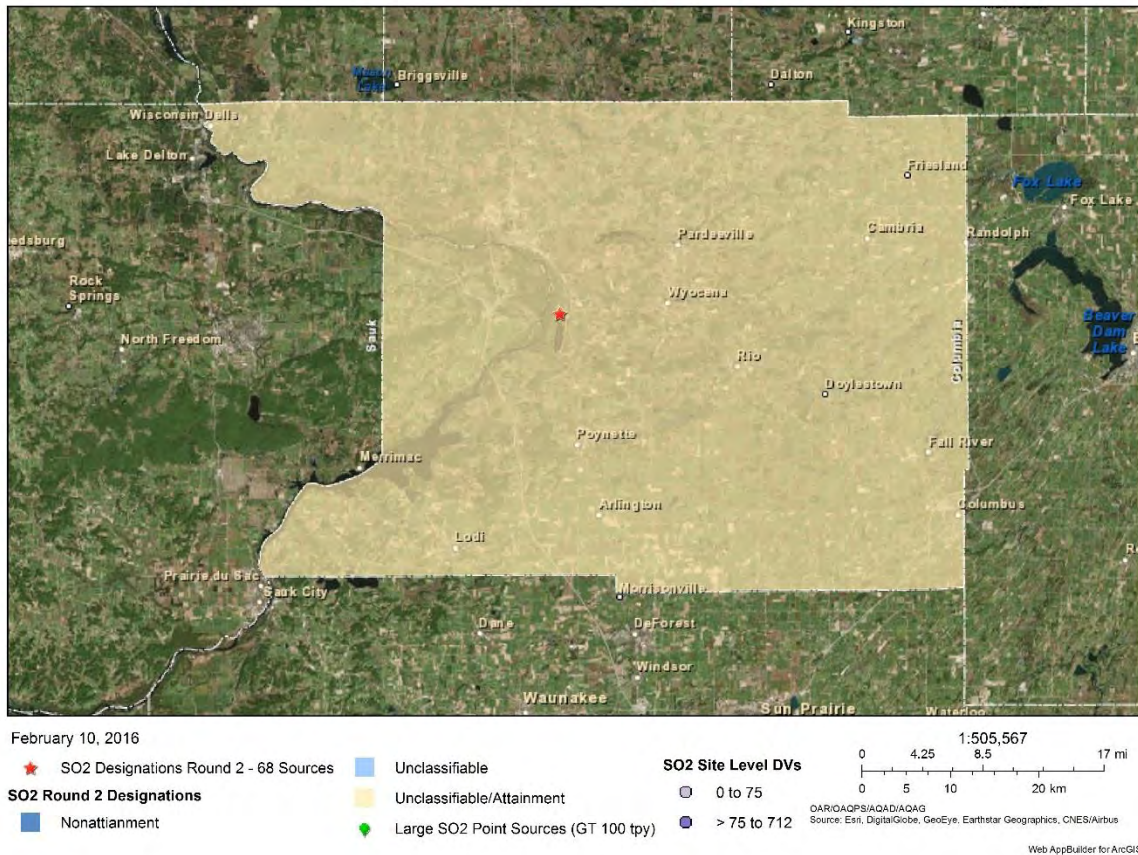 Kingston
Mason Lake
Briggsville
Dalton
Wisconsin Dells
Lake Delton
Friesland
Fox Lake
Fox Lake
eedsburg
Pardeeville
Cambria
Randolph
Rock
Springs
Wyocena
North Freedom
Sauk
Columbia
Beaver
Dam
Lake
Rio
Doylestown
Poynette
Fall River
Merrimac
Arlington
Columbus
Lodi
Prairie du Sac
Sauk City
Morrisonville
Dane
DeForest
Windsor
Waunakee
Sun Prairie
Waterloo
February 10, 2016
SO2 Designations Round 2 - 68 Sources
SO2 Round 2 Designations
Nonattianment
Unclassifiable
Unclassifiable/Attainment
Large SO2 Point Sources (GT 100 tpy)
SO2 Site Level DVs
0 to 75
> 75 to 712
1:505,567
0 4.25 8.5 17 mi
0 5 10 20 km
OAR/OAQPS/AQAD/AQAG
Source: Esri, DigitalGlobe, GeoEye, Earthstar Geographics, CNES/Airbus
Web AppBuilder for ArcGIS